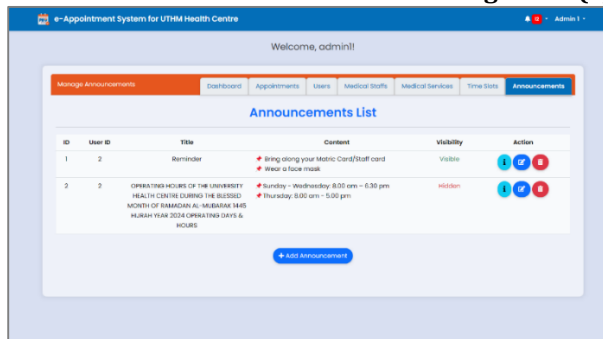 e-Appointment System for UTHM Health Centre
Admin 1
Welcome, admin1!
Manage Announcements
Dashboard
Appointments
Users
Medical Staffs
Medical Services
Time Slots
Announcements
Announcements List
ID User ID Title Content Visibility Action
1 2 Reminder Bring along your Matric Card/Staff card Visible
Wear a face mask
2 2 OPERATING HOURS OF THE UNIVERSITY Sunday - Wednesday: 8.00 am - 6.30 pm Hidden
HEALTH CENTRE DURING THE BLESSED Thursday: 8.00 am - 5.00 pm
MONTH OF RAMADAN AL-MUBARAK 1445
HIJRAH YEAR 2024 OPERATING DAYS &
HOURS
+ Add Announcement